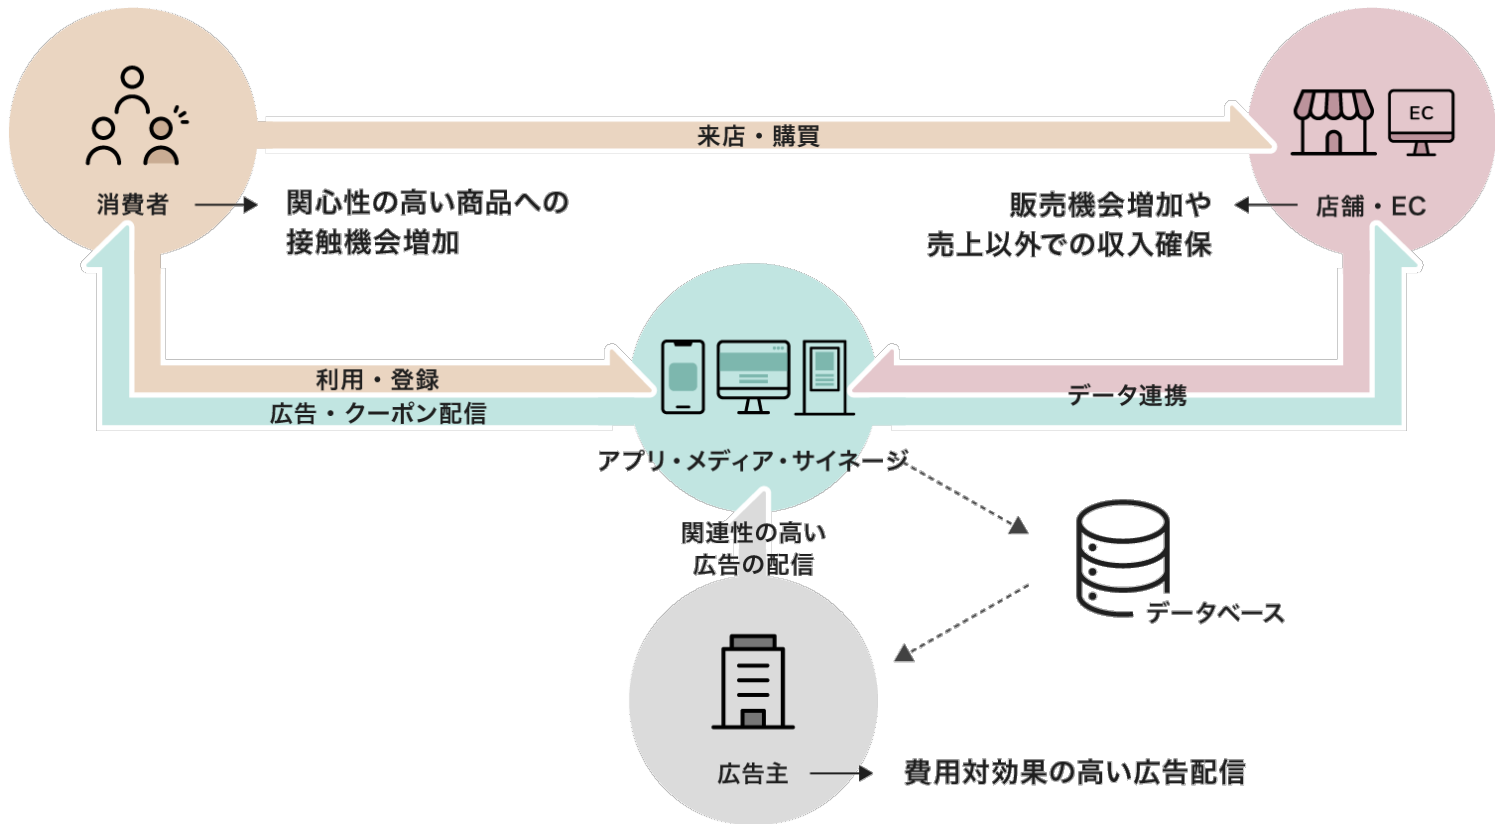 来店・購買
EC
消費者
関心性の高い商品への
接触機会増加
販売機会増加や
売上以外での収入確保
店舗・EC
利用・登録
広告・クーポン配信
データ連携
アプリ・メディア・サイネージ
関連性の高い
広告の配信
データベース
広告主
費用対効果の高い広告配信